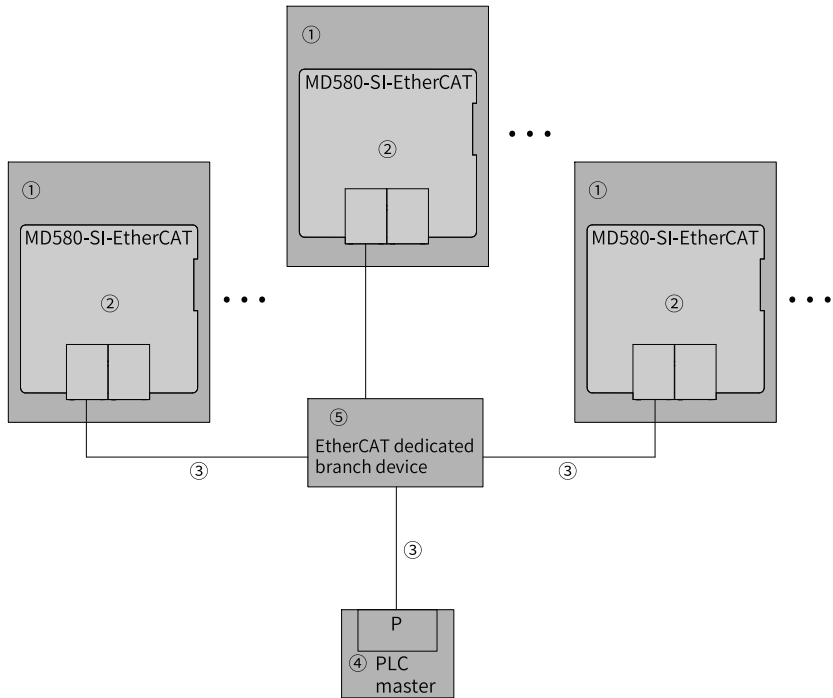 ①
MD580-SI-EtherCAT
②
• • •
①
MD580-SI-EtherCAT
②
• • •
①
MD580-SI-EtherCAT
②
• • •
⑤
EtherCAT dedicated
branch device
③
③
③
P
④ PLC
master